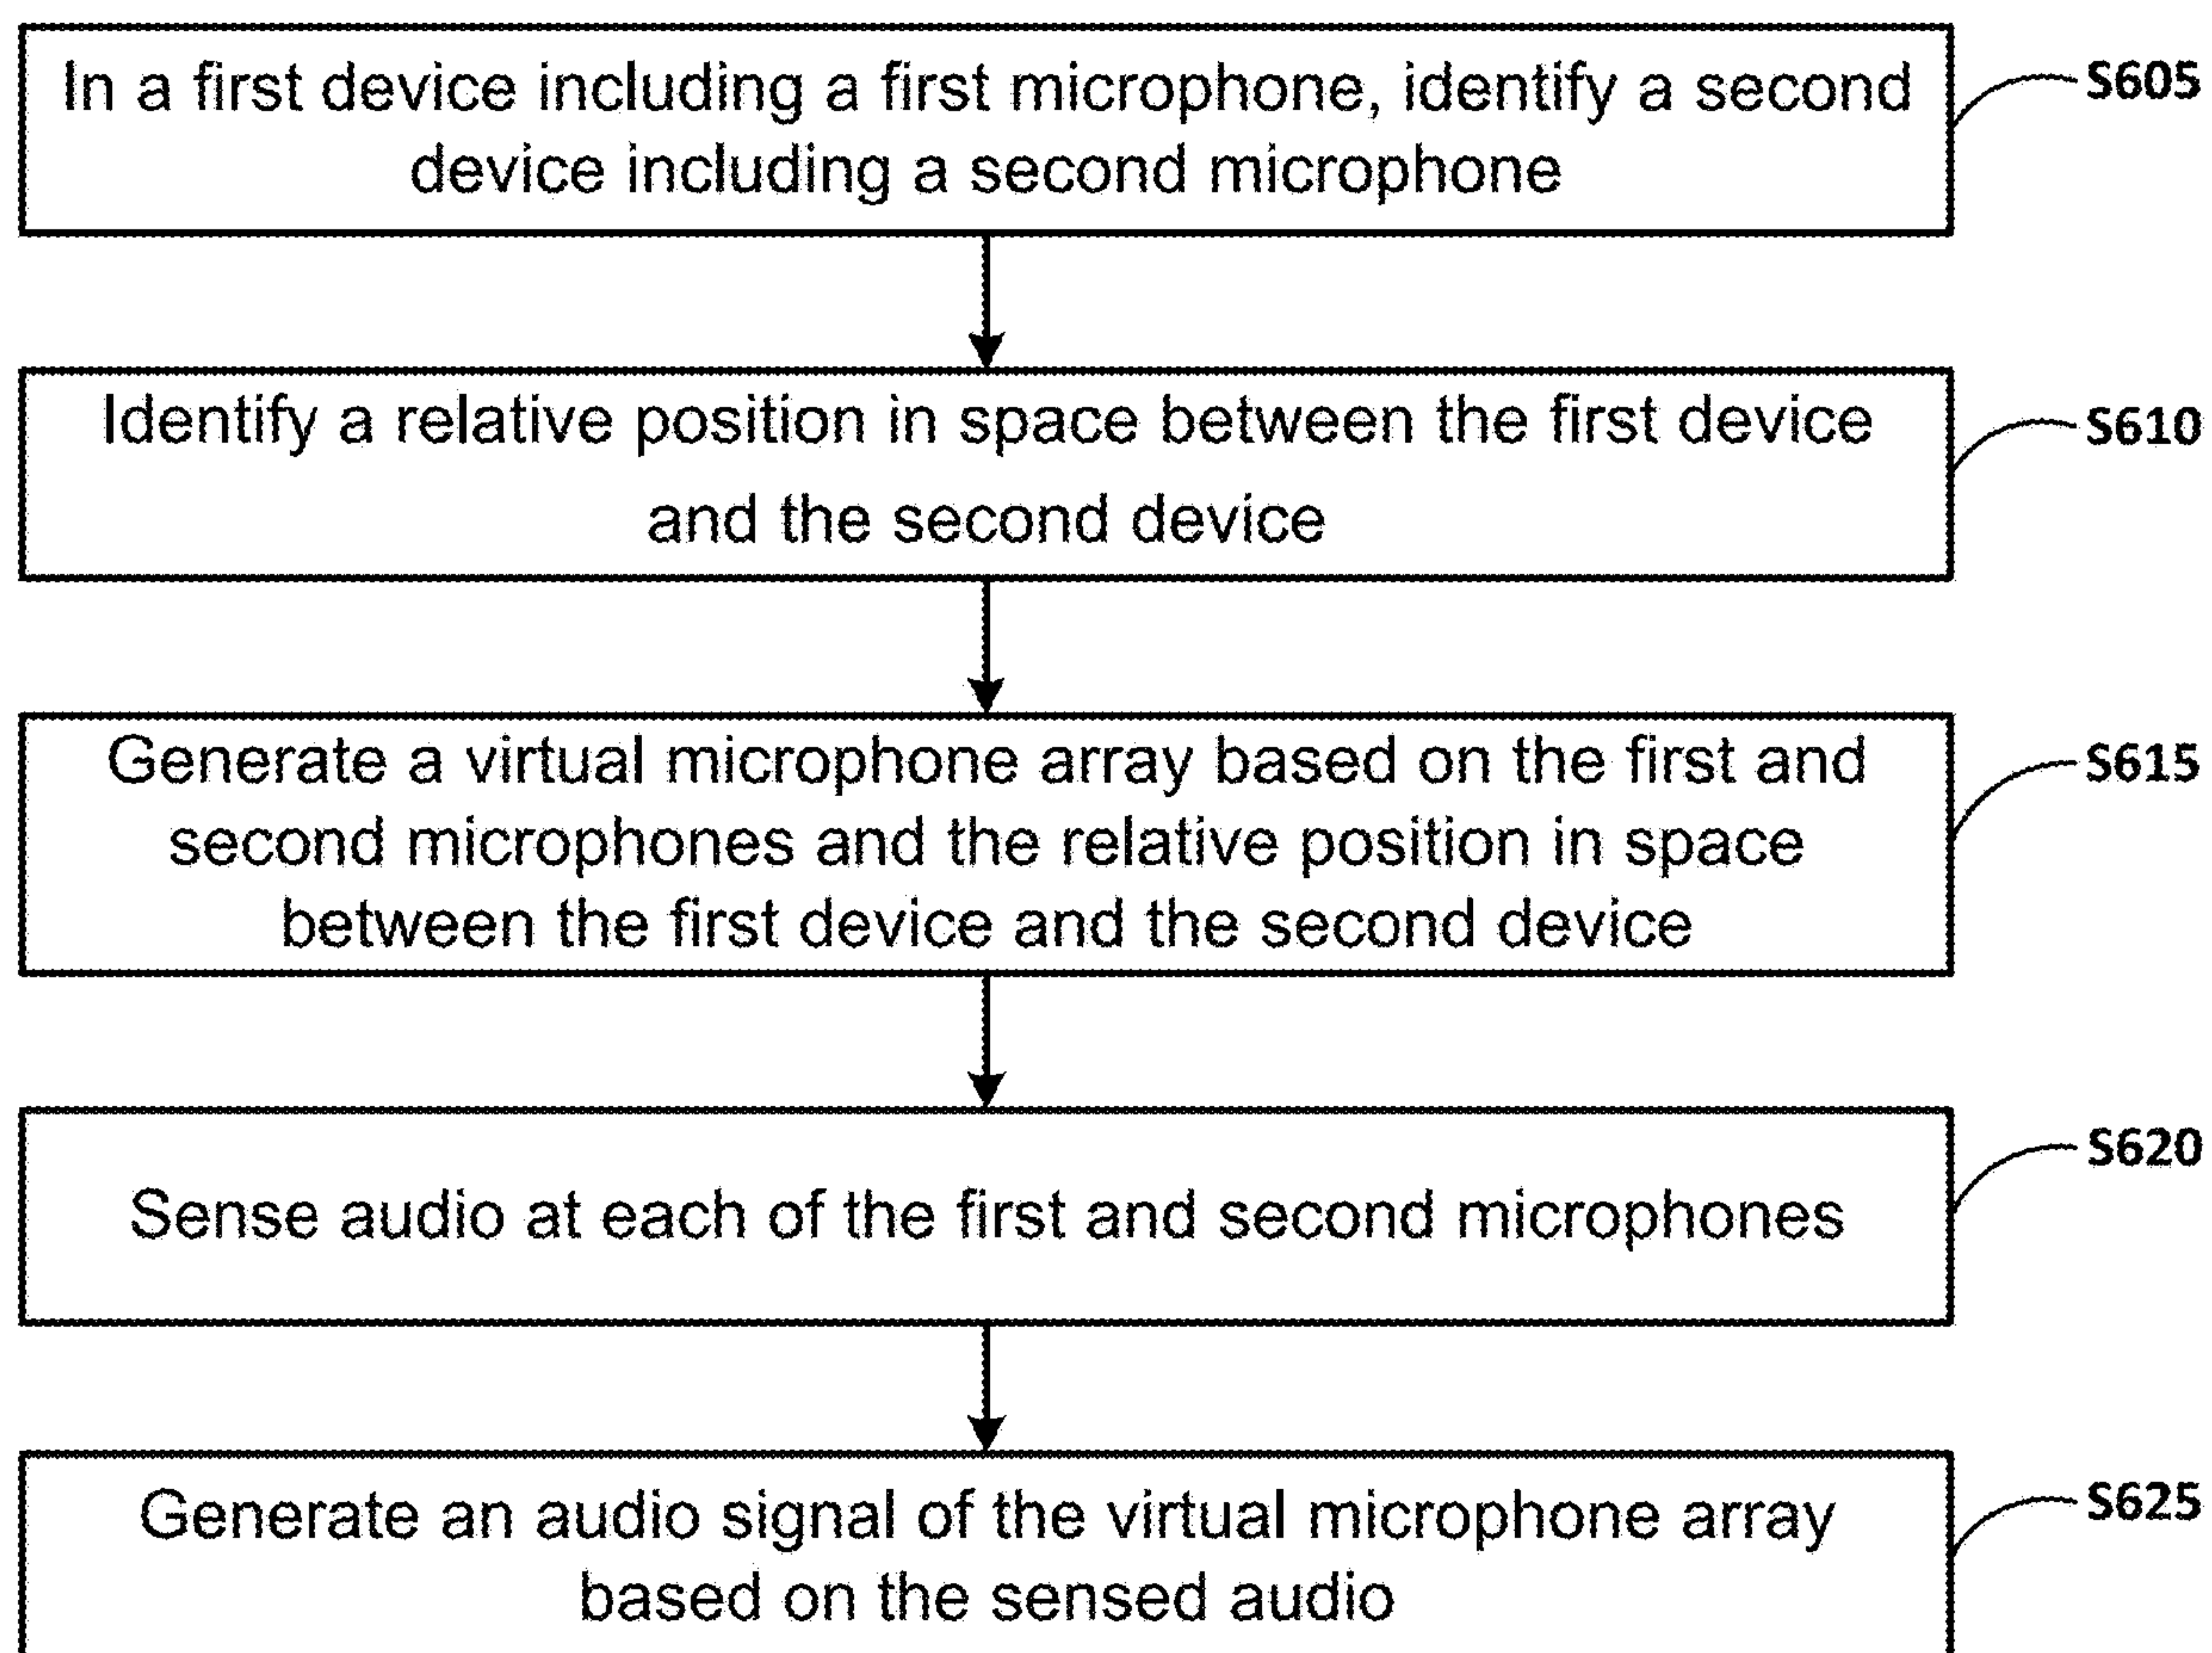 In a first device including a first microphone, identify a second
device including a second microphone
S605
Identify a relative position in space between the first device
and the second device
S610
Generate a virtual microphone array based on the first and
second microphones and the relative position in space
between the first device and the second device
S615
Sense audio at each of the first and second microphones
S620
Generate an audio signal of the virtual microphone array
based on the sensed audio
S625